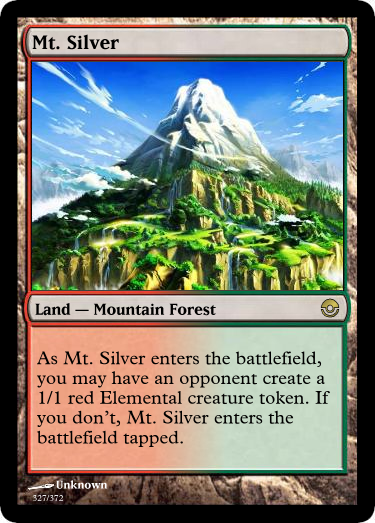 Mt. Silver
Land — Mountain Forest
As Mt. Silver enters the battlefield,
you may have an opponent create a
1/1 red Elemental creature token. If
you don't, Mt. Silver enters the
battlefield tapped.
Unknown
327/372